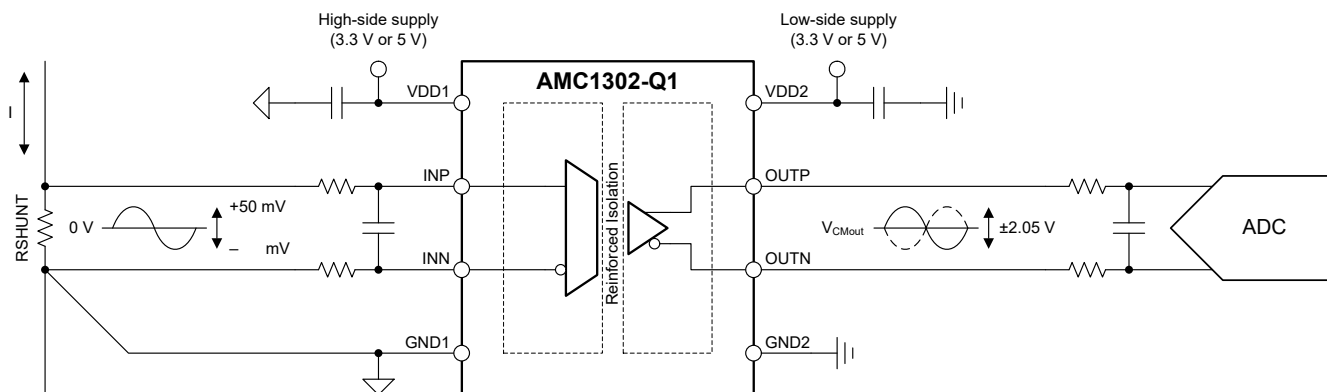 High-side supply
(3.3 V or 5 V)
Low-side supply
(3.3 V or 5 V)
AMC1302-Q1
VDD1
VDD2
I
INP
OUTP
RSHUNT
0 V
+50 mV
– mV
Reinforced Isolation
VCMout
±2.05 V
ADC
INN
OUTN
GND1
GND2